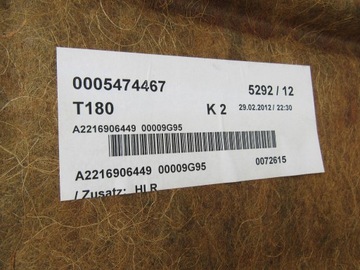 0005474467 5292 / 12
T180 K 2 29.02.2012 / 22:30
A2216906449 00009G95
A2216906449 00009G95 0072615
/ Zusatz: HLR